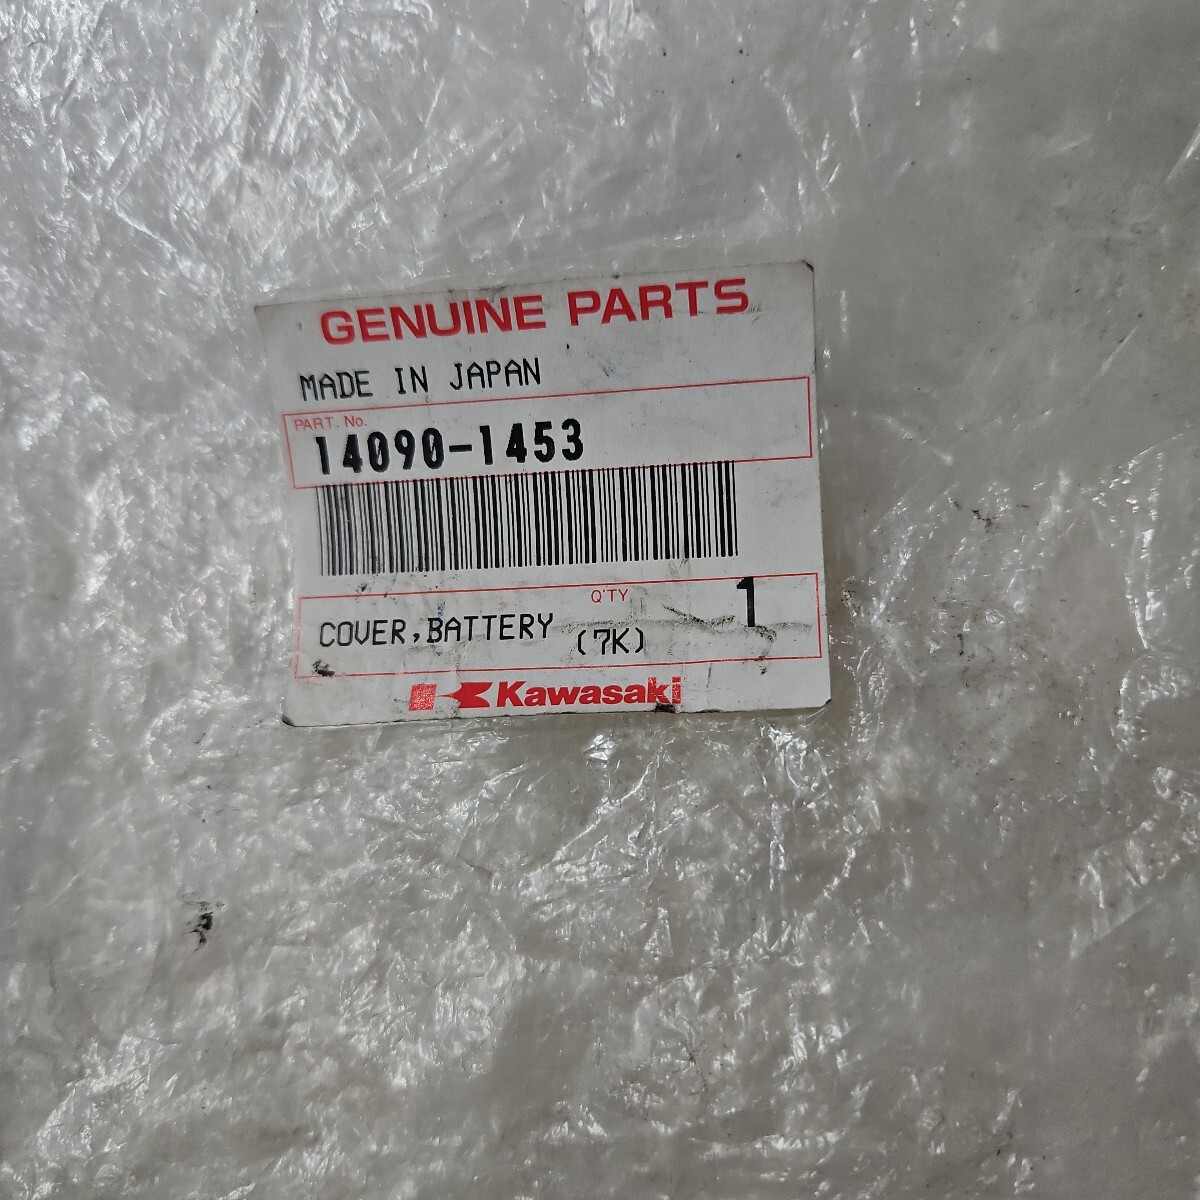 GENUINE PARTS
MADE IN JAPAN
PART. No.
14090-1453
Q'TY
COVER,BATTERY (7K) 1
Kawasaki